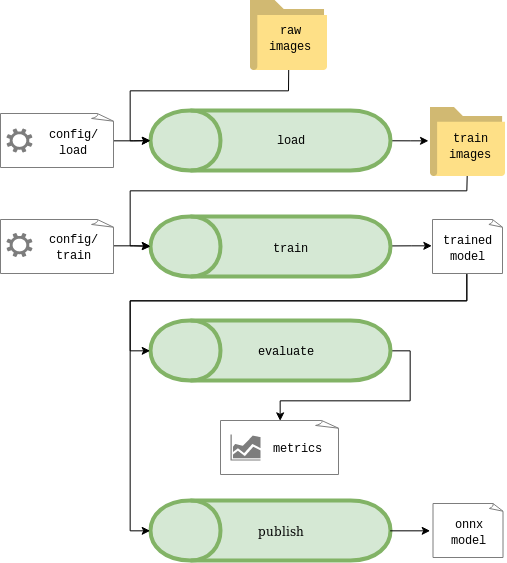 raw
images
config/
load
load
train
images
config/
train
train
trained
model
evaluate
metrics
publish
onnx
model